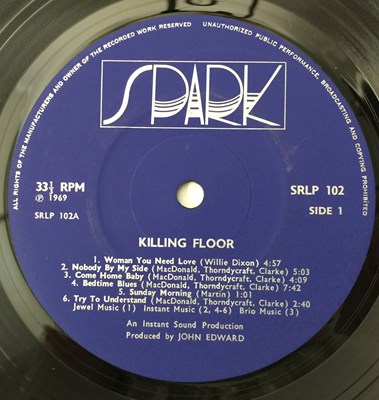 ALL RIGHTS OF THE MANUFACTURERS AND OWNER OF THE RECORDED WORK RESERVED
UNAUTHORIZED PUBLIC PERFORMANCE, BROADCASTING AND COPYING PROHIBITED
SPARK
33⅓ RPM
℗ 1969
SRLP 102A
SRLP 102
SIDE 1
KILLING FLOOR
1. Woman You Need Love (Willie Dixon) 4:57
2. Nobody By My Side (MacDonald, Thorndycraft, Clarke) 5:03
3. Come Home Baby (MacDonald, Thorndycraft, Clarke) 3:12
4. Bedtime Blues (MacDonald, Thorndycraft, Clarke) 7:42
5. Sunday Morning (Martin) 1:01
6. Try To Understand (MacDonald, Thorndycraft, Clarke) 2:40
Jewel Music (1) Instant Music (2, 4-6) Brio Music (3)
An Instant Sound Production
Produced by JOHN EDWARD